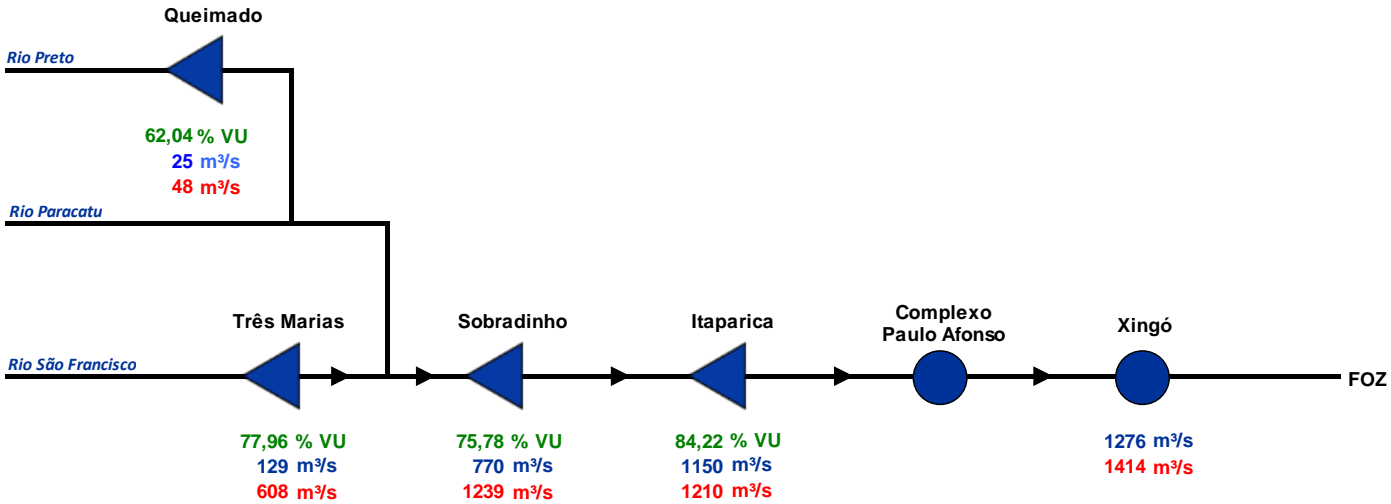 Queimado
Rio Preto
62,04 % VU
25 m³/s
48 m³/s
Rio Paracatu
Três Marias
Sobradinho
Itaparica
Complexo
Paulo Afonso
Xingó
Rio São Francisco
FOZ
77,96 % VU
129 m³/s
608 m³/s
75,78 % VU
770 m³/s
1239 m³/s
84,22 % VU
1150 m³/s
1210 m³/s
1276 m³/s
1414 m³/s